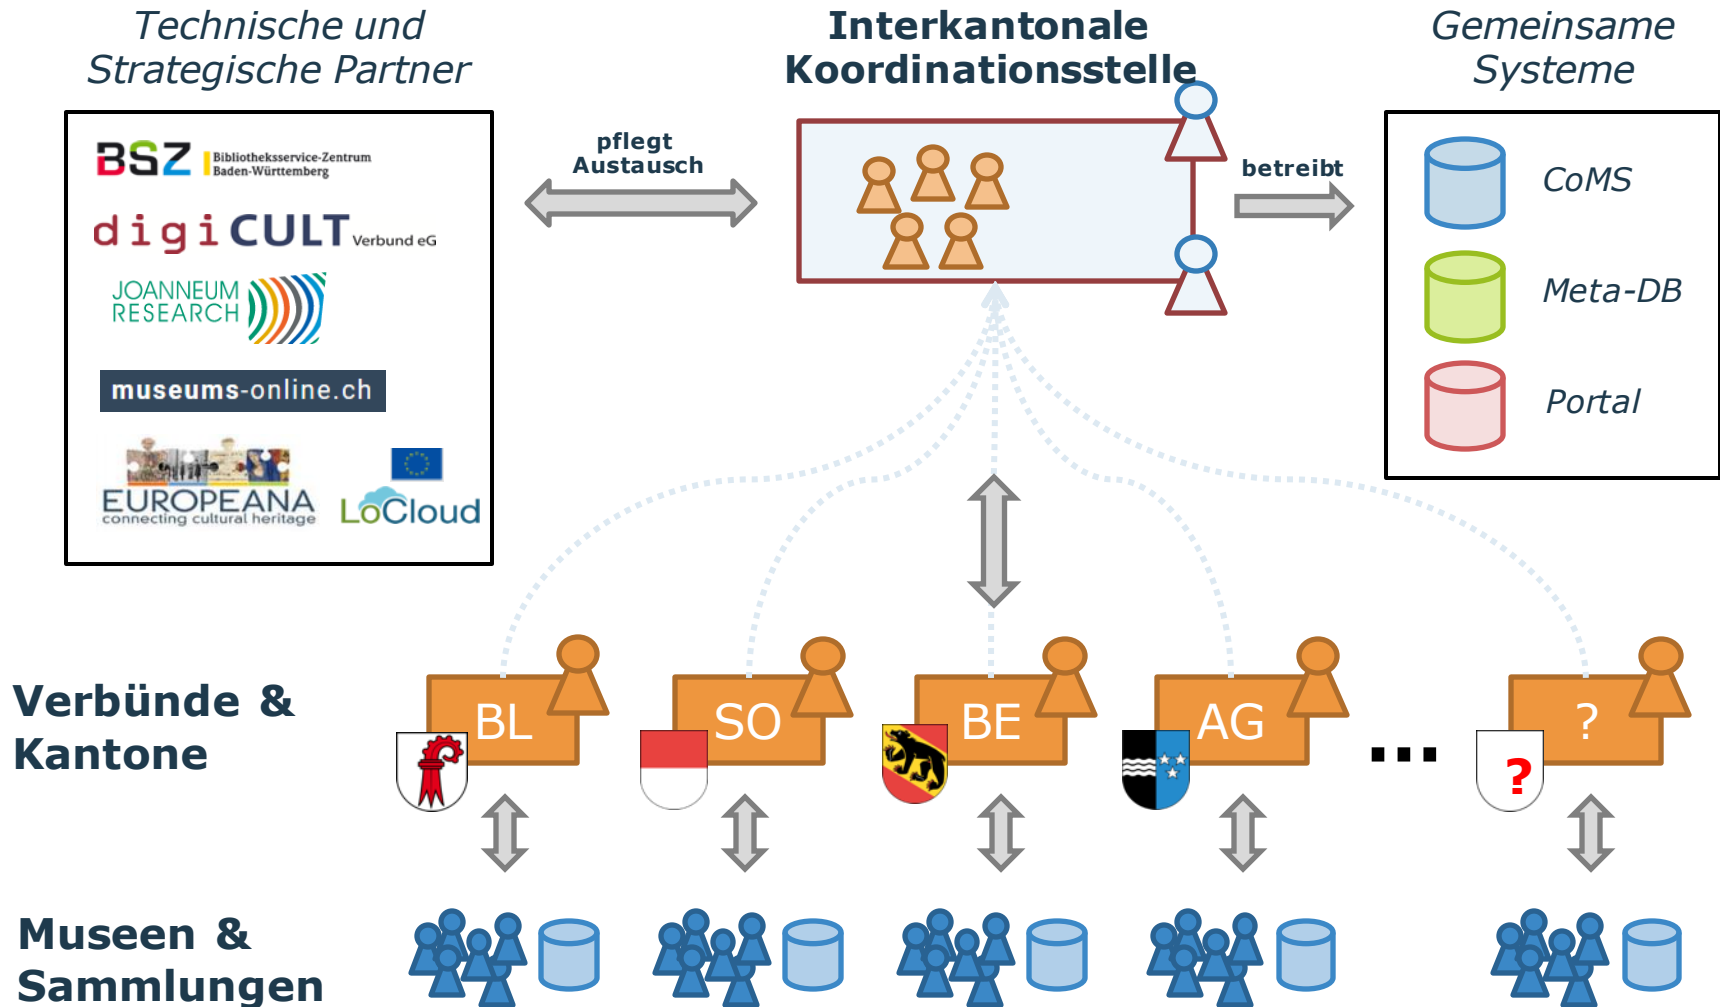 Technische und
Strategische Partner
BSZ
Bibliotheksservice-Zentrum
Baden-Württemberg
digiCULT Verbund eG
JOANNEUM
RESEARCH
museums-online.ch
EUROPEANA
connecting cultural heritage
LoCloud
pflegt
Austausch
Interkantonale
Koordinationsstelle
betreibt
Gemeinsame
Systeme
CoMS
Meta-DB
Portal
Verbünde &
Kantone
BL
SO
BE
AG
...
?
?
Museen &
Sammlungen